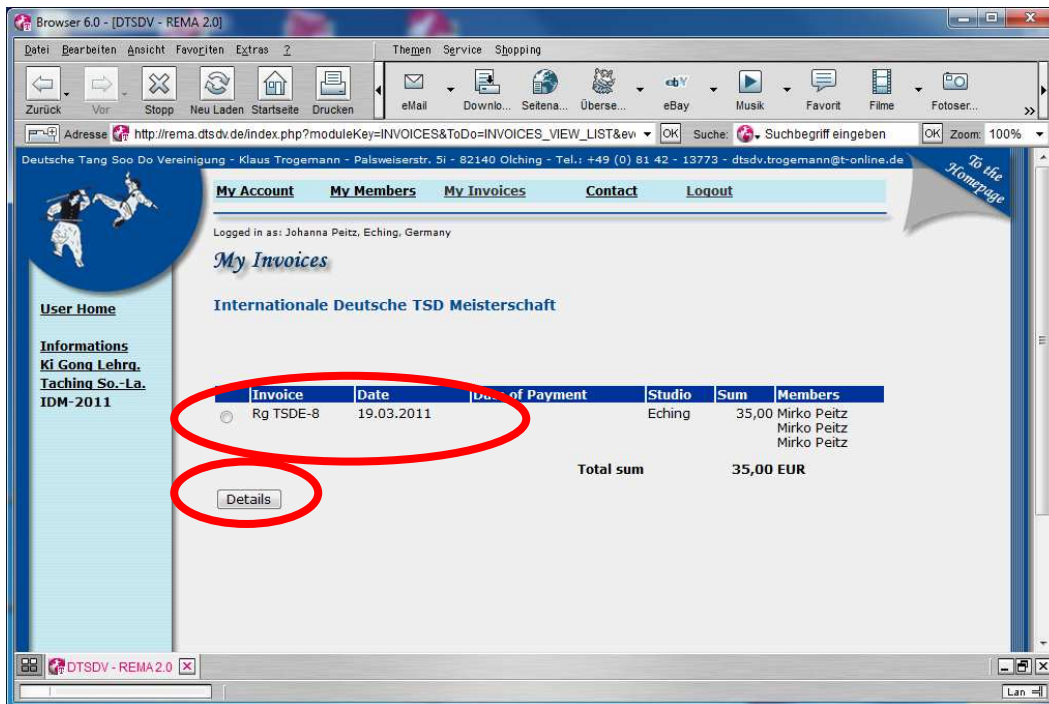 Browser 6.0 - [DTSDV - REMA 2.0]
Datei Bearbeiten Ansicht Favoriten Extras ? Themen Service Shopping
Zurück Vor Stopp Neu Laden Startseite Drucken eMail Downlo... Seitena... Überse... eBay Musik Favorit Filme Fotoser...
Adresse http://rema.dtsdv.de/index.php?moduleKey=INVOICES&ToDo=INVOICES_VIEW_LIST&ev OK Suche: Suchbegriff eingeben OK Zoom: 100%
Deutsche Tang Soo Do Vereinigung - Klaus Trogemann - Palsweiserstr. 5i - 82140 Olching - Tel.: +49 (0) 81 42 - 13773 - dtsdv.trogemann@t-online.de
To the Homepage
My Account My Members My Invoices Contact Logout
Logged in as: Johanna Peitz, Eching, Germany
My Invoices
User Home
Informations
Ki Gong Lehrg.
Taching So.-La.
IDM-2011
Internationale Deutsche TSD Meisterschaft
Invoice Date Date of Payment Studio Sum Members
Rg TSDE-8 19.03.2011 Eching 35,00 Mirko Peitz
Mirko Peitz
Mirko Peitz
Total sum 35,00 EUR
Details
DTSDV - REMA 2.0
Lan